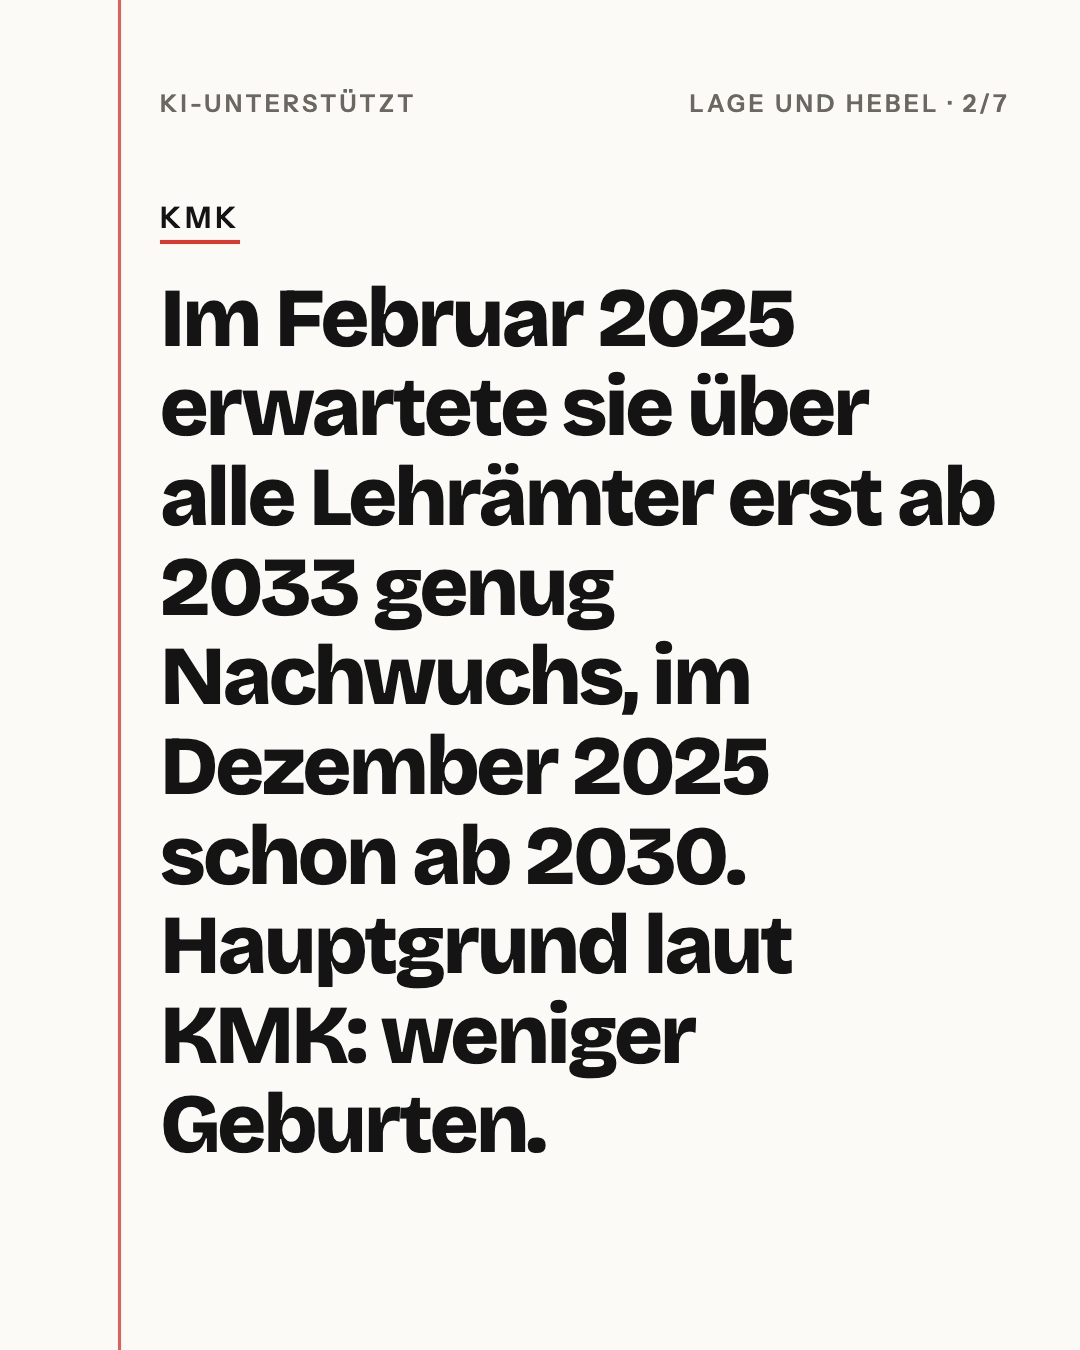 KI-UNTERSTÜTZT
LAGE UND HEBEL · 2/7
KMK
Im Februar 2025
erwartete sie über
alle Lehrämter erst ab
2033 genug
Nachwuchs, im
Dezember 2025
schon ab 2030.
Hauptgrund laut
KMK: weniger
Geburten.